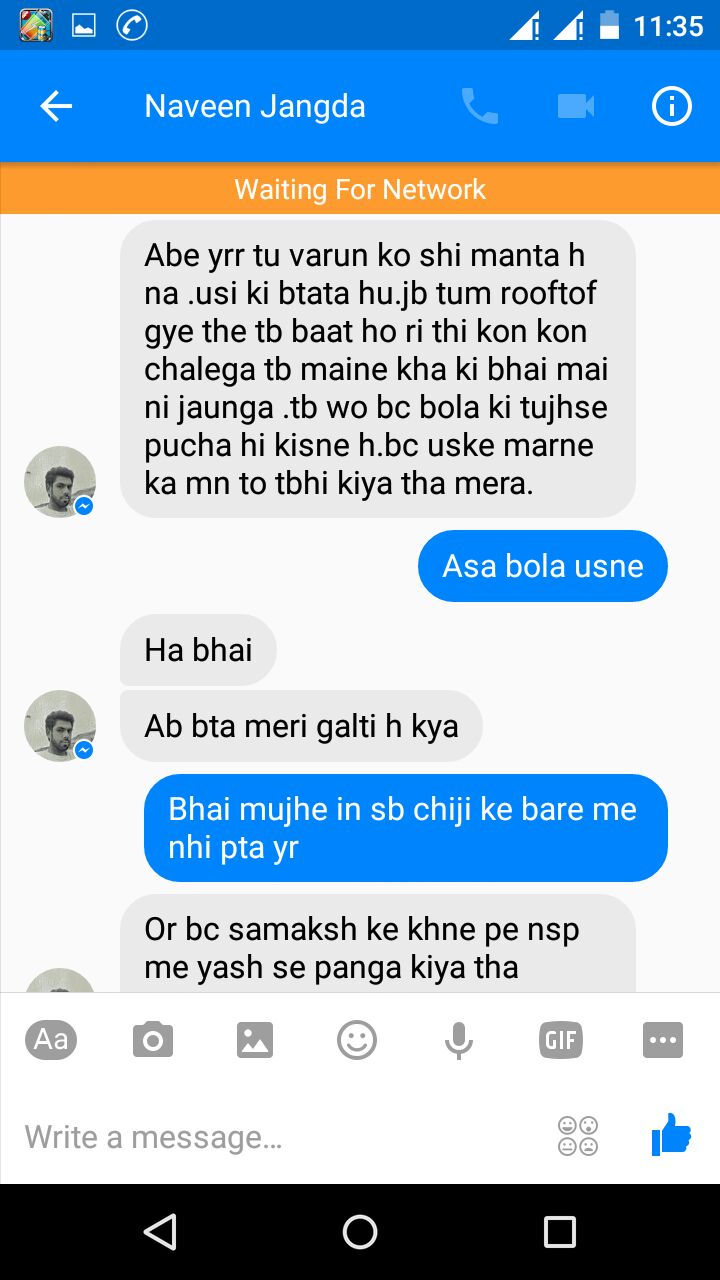 11:35
Naveen Jangda
Waiting For Network
Abe yrr tu varun ko shi manta h
na .usi ki btata hu.jb tum rooftof
gye the tb baat ho ri thi kon kon
chalega tb maine kha ki bhai mai
ni jaunga .tb wo bc bola ki tujhse
pucha hi kisne h.bc uske marne
ka mn to tbhi kiya tha mera.
Asa bola usne
Ha bhai
Ab bta meri galti h kya
Bhai mujhe in sb chiji ke bare me
nhi pta yr
Or bc samaksh ke khne pe nsp
me yash se panga kiya tha
Aa
GIF
Write a message...